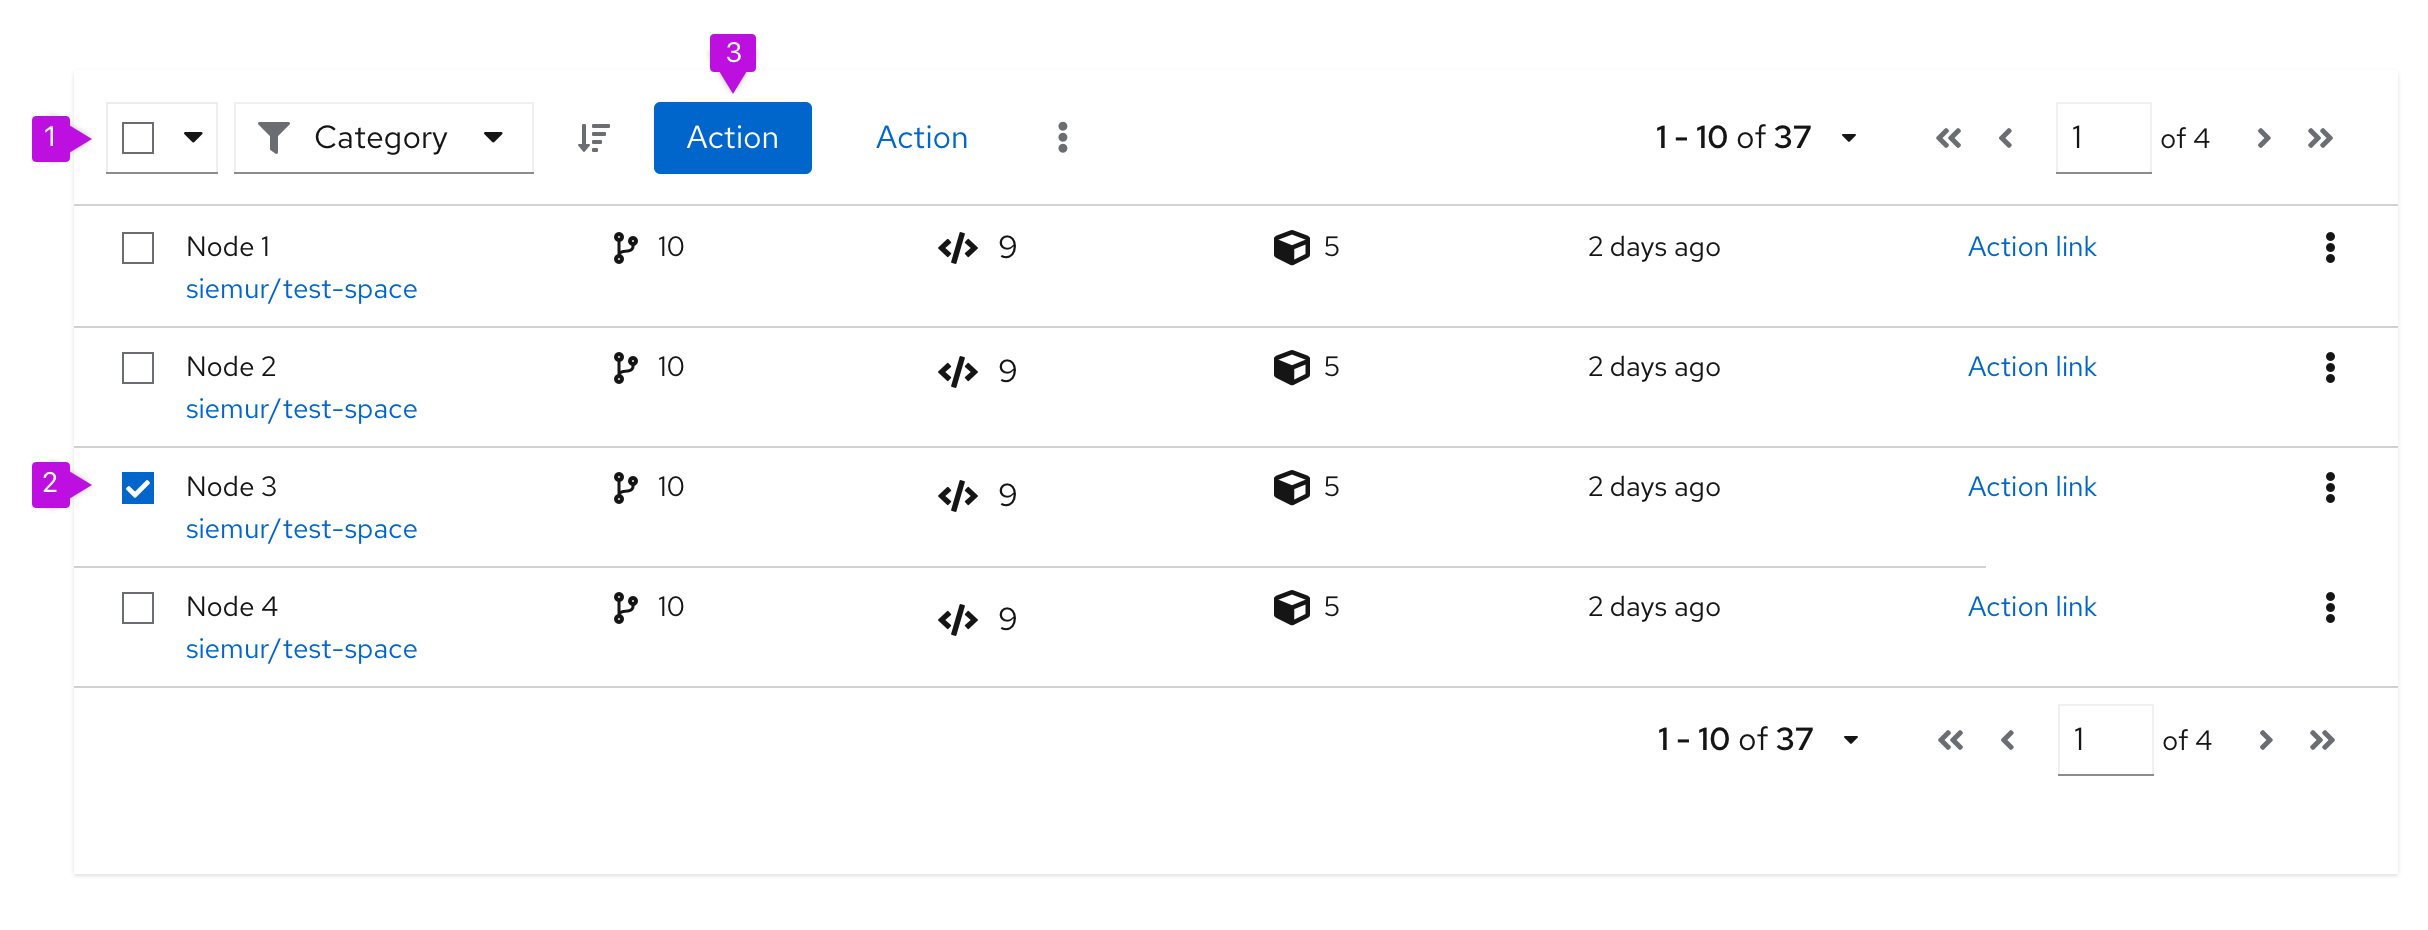 3
1 Category Action Action 1 - 10 of 37 1 of 4
Node 1 10 9 5 2 days ago Action link
siemur/test-space
Node 2 10 9 5 2 days ago Action link
siemur/test-space
2 Node 3 10 9 5 2 days ago Action link
siemur/test-space
Node 4 10 9 5 2 days ago Action link
siemur/test-space
1 - 10 of 37 1 of 4